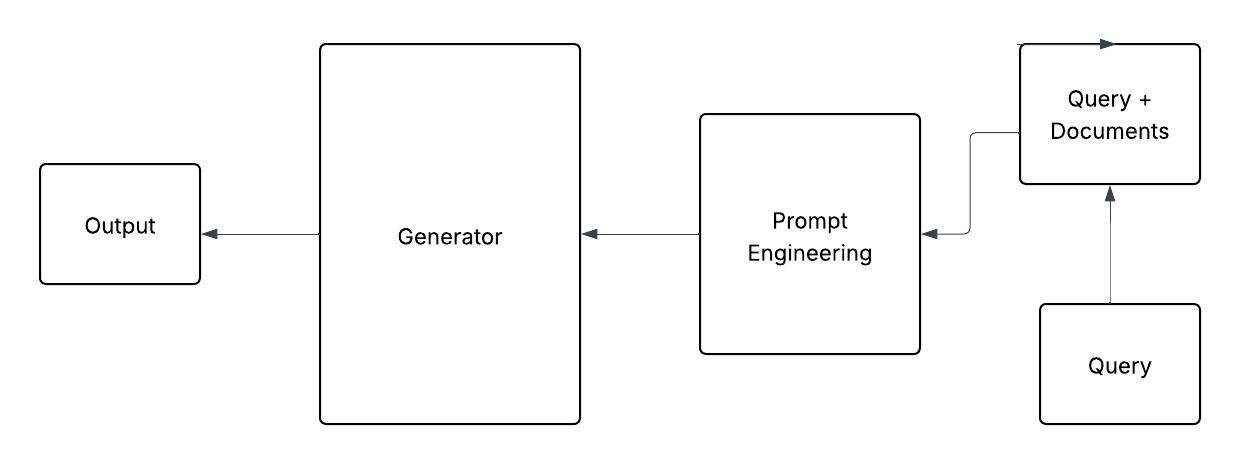 Query +
Documents
Prompt
Engineering
Output
Generator
Query